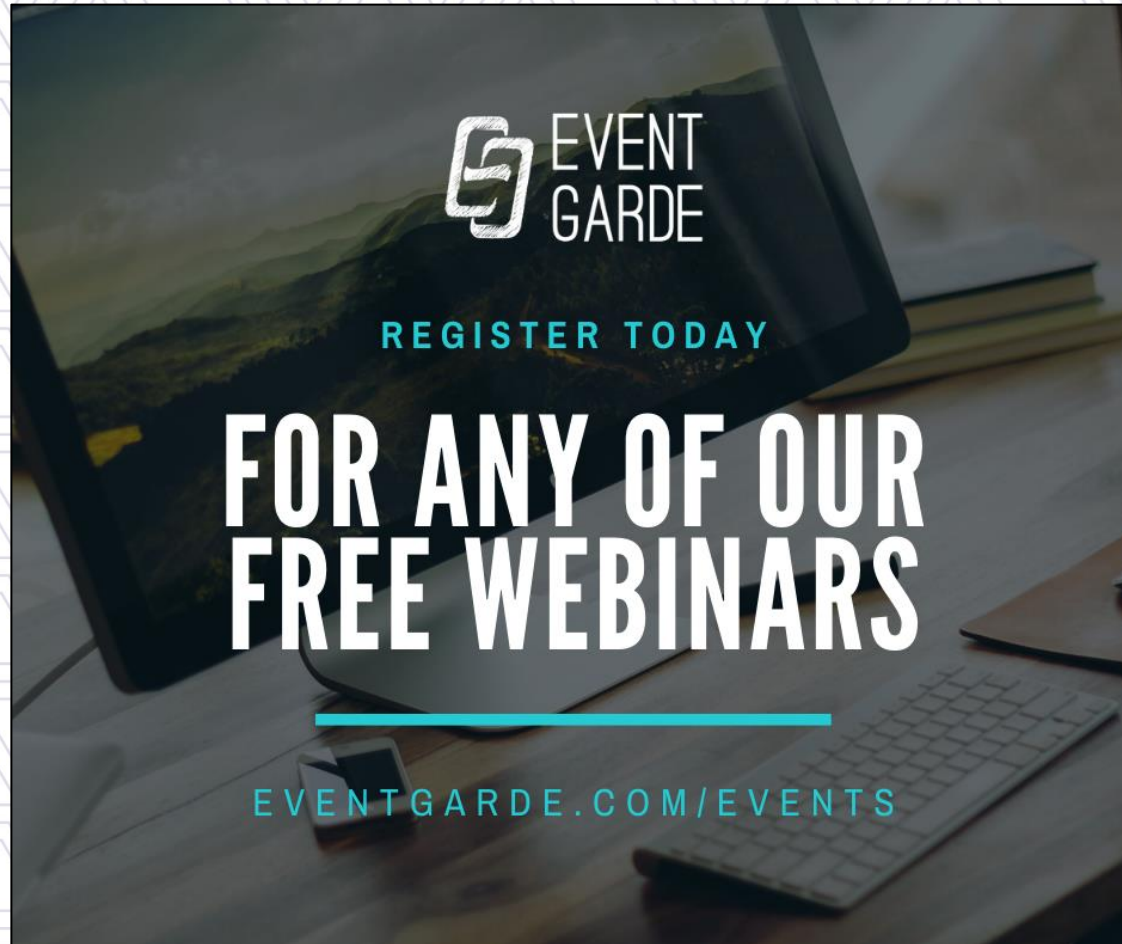 EVENT
GARDE
REGISTER TODAY
FOR ANY OF OUR
FREE WEBINARS
EVENTGARDE.COM/EVENTS